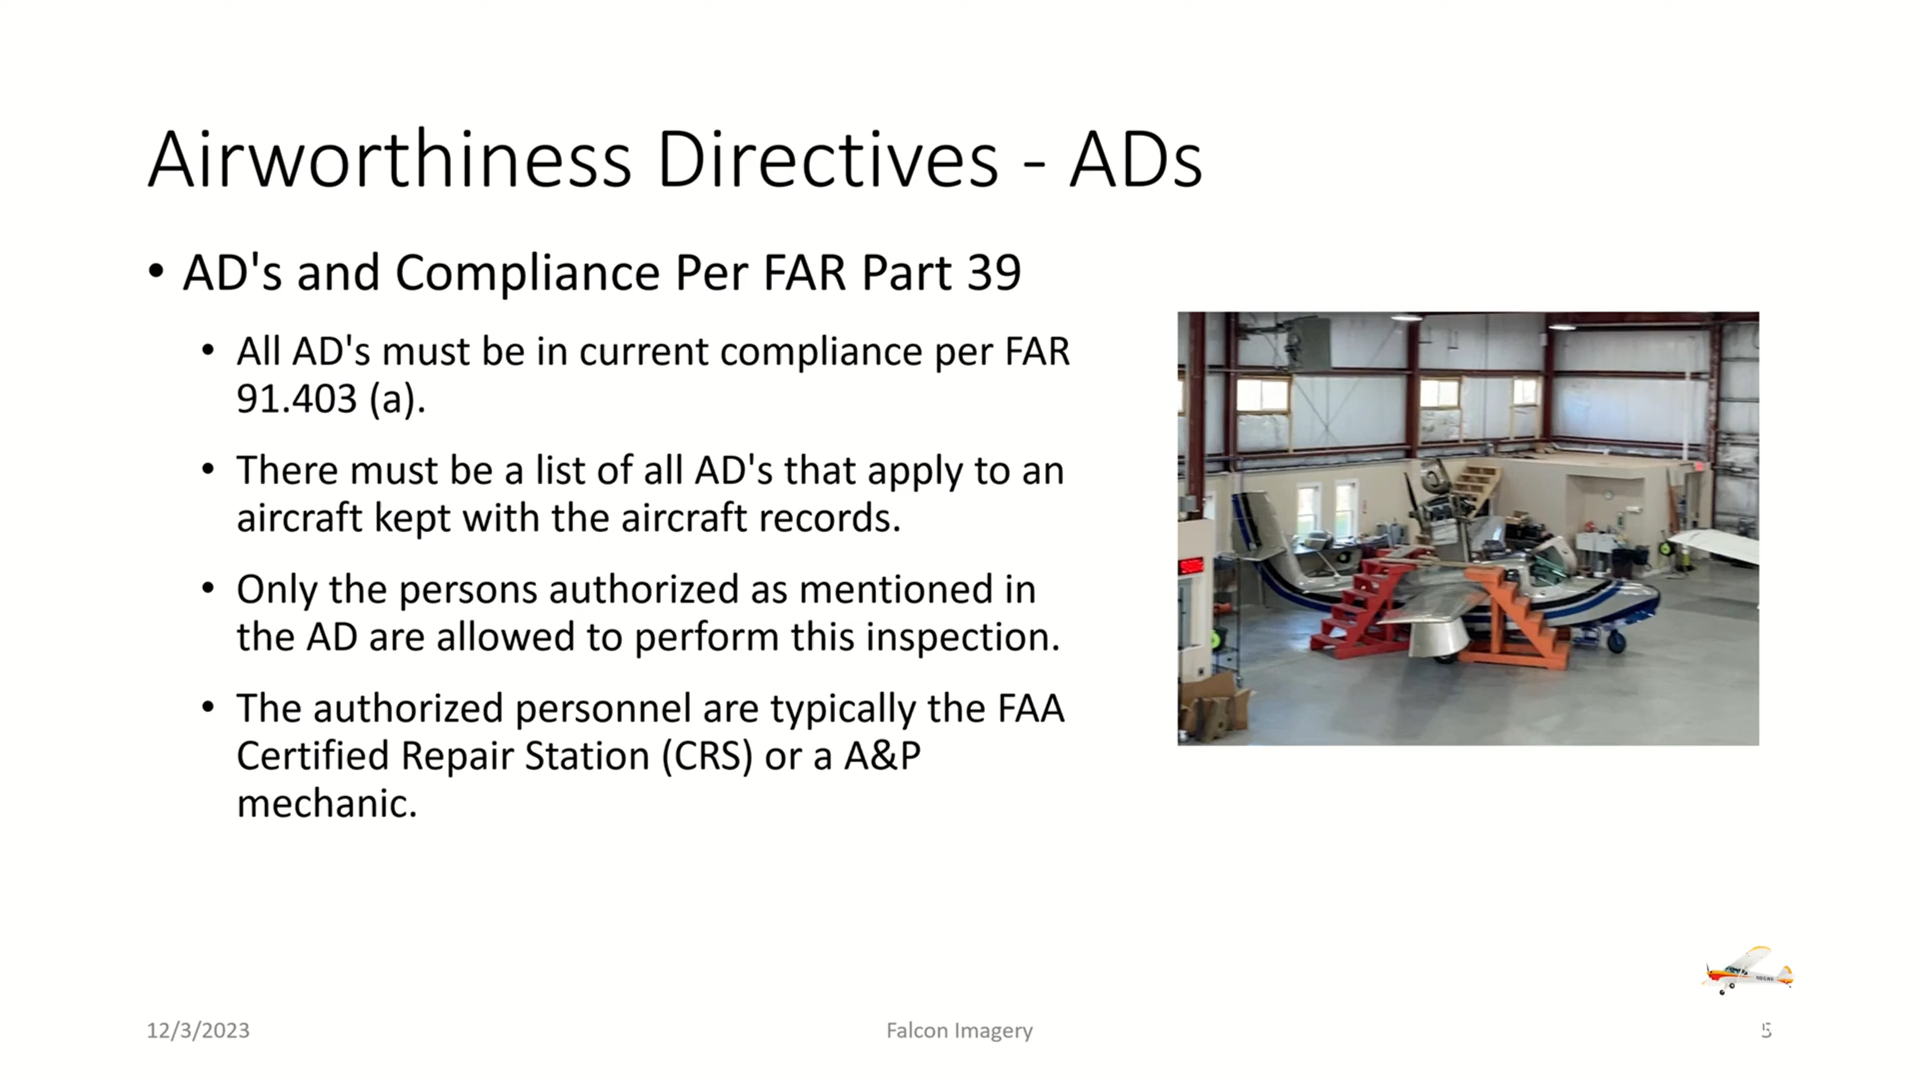 Airworthiness Directives - ADs
• AD's and Compliance Per FAR Part 39
• All AD's must be in current compliance per FAR
91.403 (a).
• There must be a list of all AD's that apply to an
aircraft kept with the aircraft records.
• Only the persons authorized as mentioned in
the AD are allowed to perform this inspection.
• The authorized personnel are typically the FAA
Certified Repair Station (CRS) or a A&P
mechanic.
12/3/2023
Falcon Imagery
5